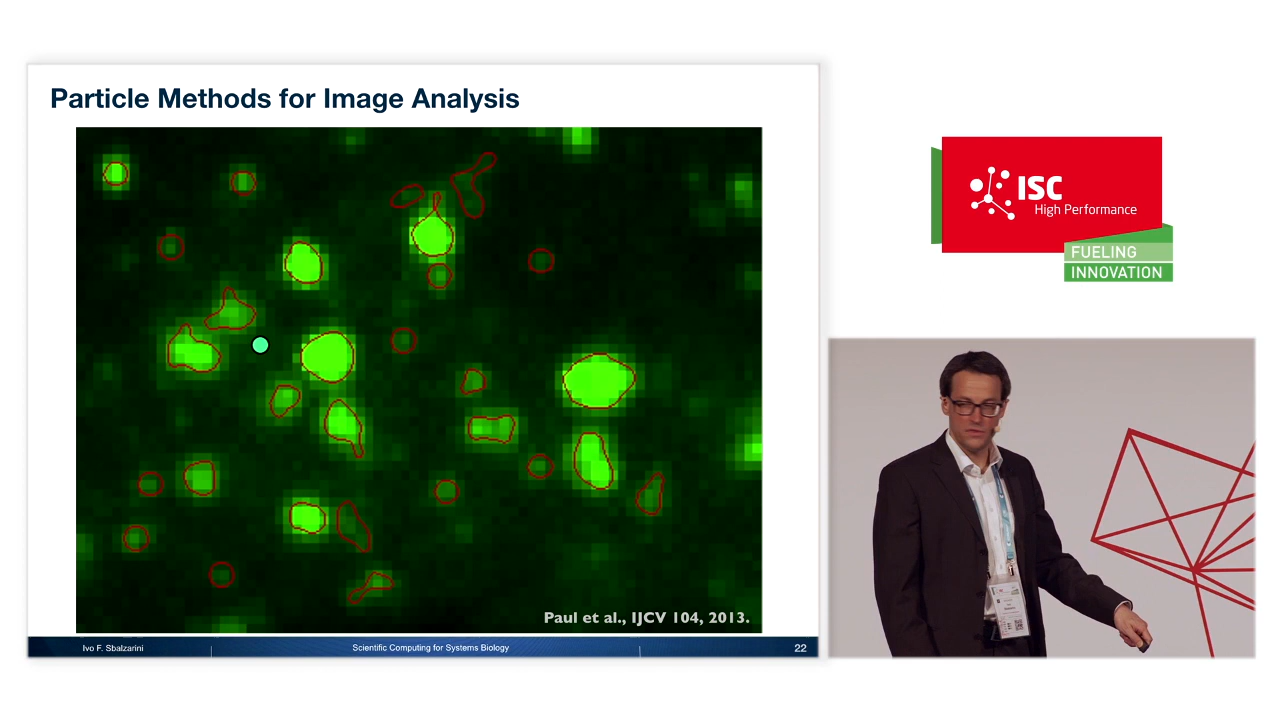 Particle Methods for Image Analysis
Paul et al., IJCV 104, 2013.
Ivo F. Sbalzarini
Scientific Computing for Systems Biology
22
ISC
High Performance
FUELING
INNOVATION